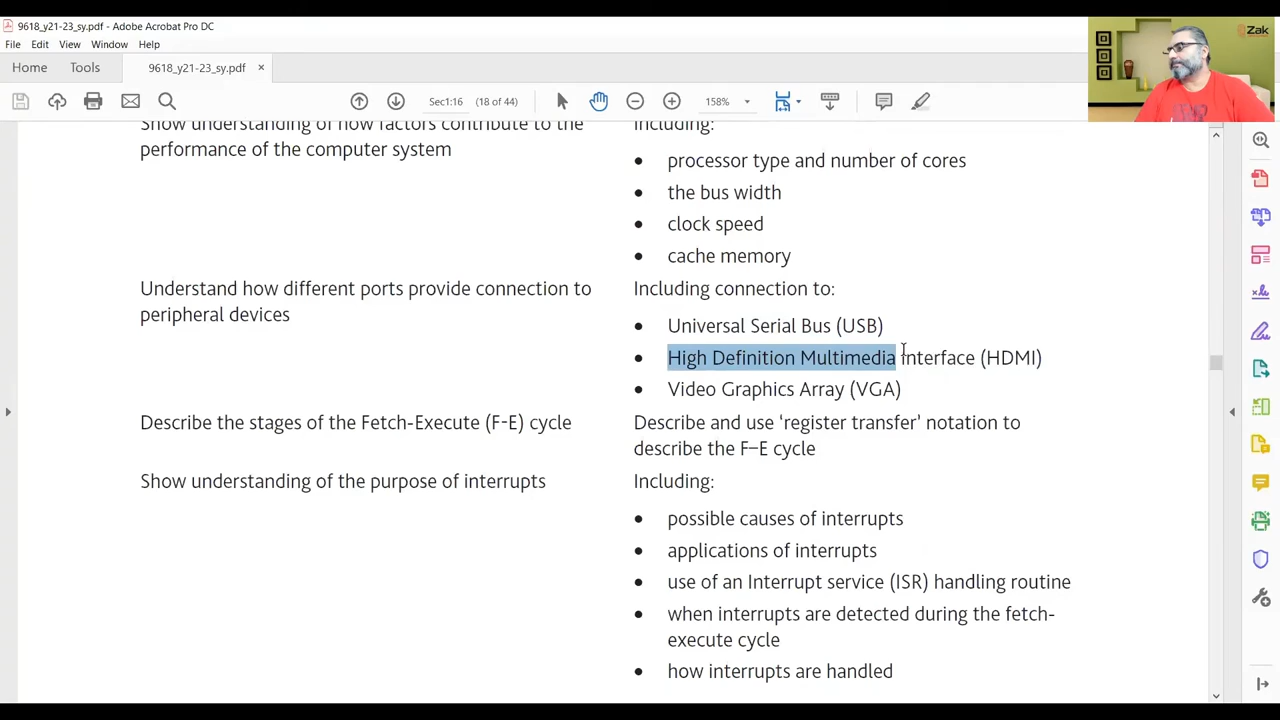 9618_y21-23_sy.pdf - Adobe Acrobat Pro DC
File Edit View Window Help
Zak
Home Tools 9618_y21-23_sy.pdf ×
Sec1:16 (18 of 44) 158%
Show understanding of how factors contribute to the
performance of the computer system
Including:
• processor type and number of cores
• the bus width
• clock speed
• cache memory
Understand how different ports provide connection to
peripheral devices
Including connection to:
• Universal Serial Bus (USB)
• High Definition Multimedia Interface (HDMI)
• Video Graphics Array (VGA)
Describe the stages of the Fetch-Execute (F-E) cycle
Describe and use ‘register transfer’ notation to
describe the F–E cycle
Show understanding of the purpose of interrupts
Including:
• possible causes of interrupts
• applications of interrupts
• use of an Interrupt service (ISR) handling routine
• when interrupts are detected during the fetch-
execute cycle
• how interrupts are handled